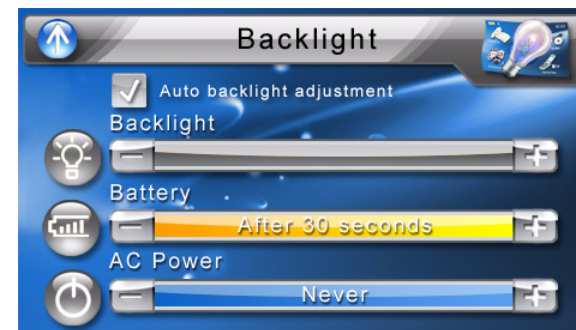 Backlight
Auto backlight adjustment
Backlight
Battery
After 30 seconds
AC Power
Never